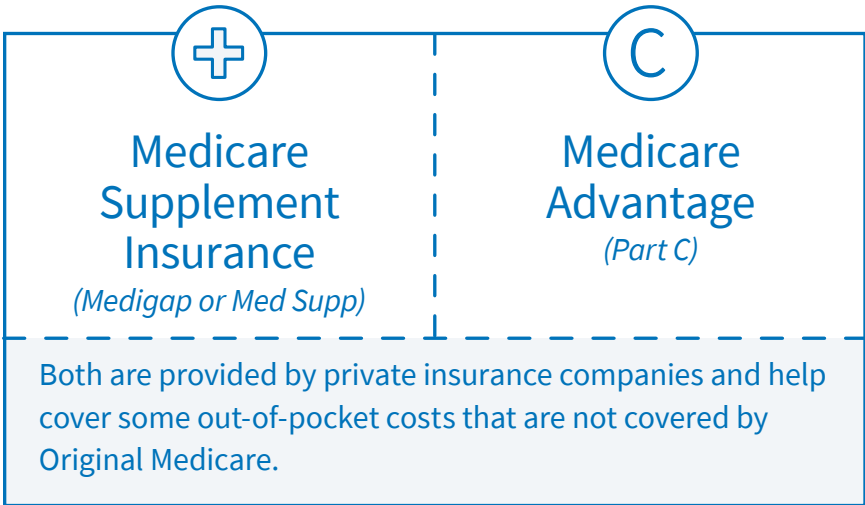 Medicare
Supplement
Insurance
(Medigap or Med Supp)
C
Medicare
Advantage
(Part C)
Both are provided by private insurance companies and help
cover some out-of-pocket costs that are not covered by
Original Medicare.